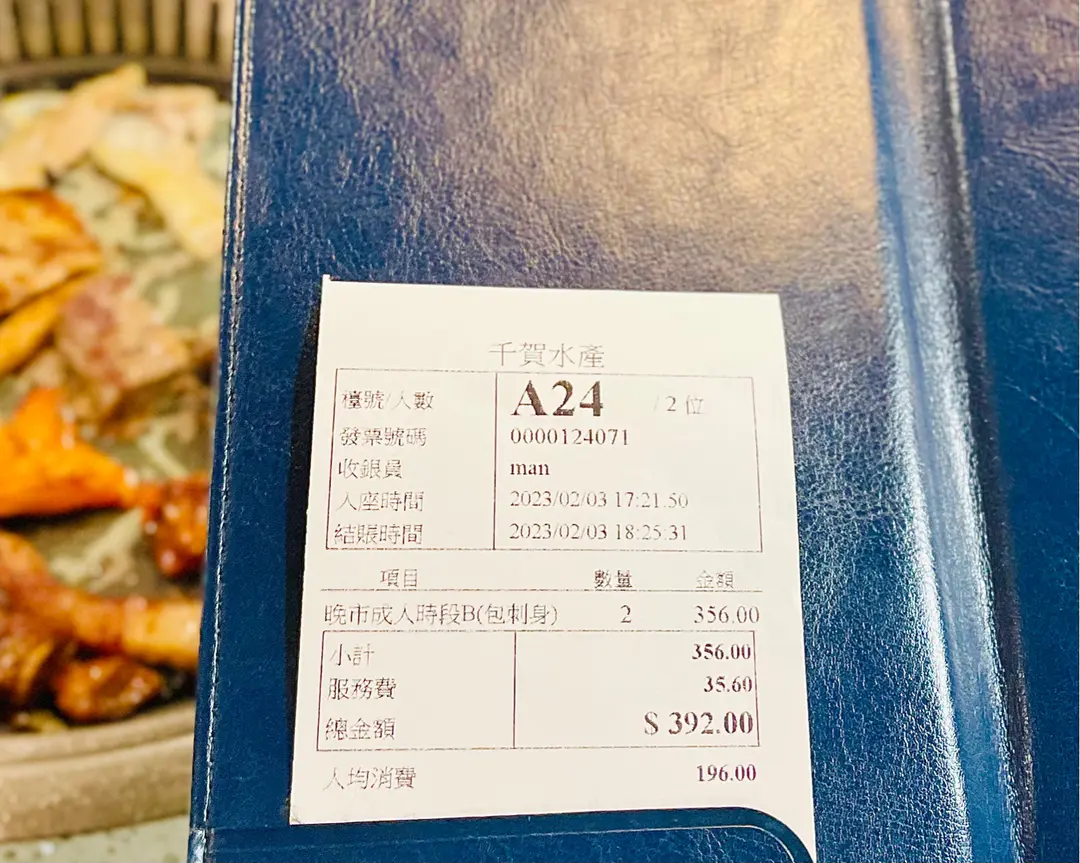 千賀水產
檯號/人數 A24 / 2 位
發票號碼 0000124071
收銀員 man
入座時間 2023/02/03 17:21:50
結賬時間 2023/02/03 18:25:31
項目 數量 金額
晚市成人時段B(包刺身) 2 356.00
小計 356.00
服務費 35.60
總金額 $ 392.00
人均消費 196.00